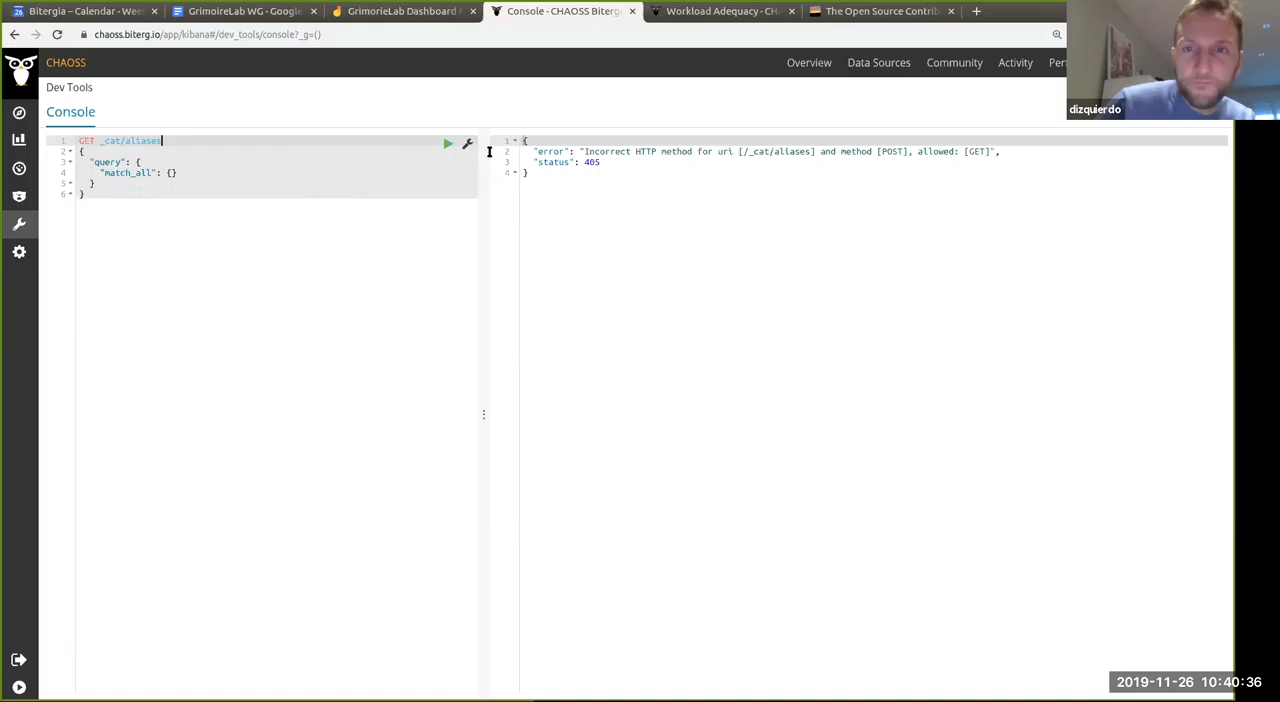 Bitergia – Calendar - Wee
GrimoireLab WG - Google
GrimorieLab Dashboard
Console - CHAOSS Biterg
Workload Adequacy - CH
The Open Source Contrib
chaoss.biterg.io/app/kibana#/dev_tools/console?_g=()
CHAOSS
Overview
Data Sources
Community
Activity
Per
dizquierdo
Dev Tools
Console
1 GET _cat/aliases
2 {
3 "query": {
4 "match_all": {}
5 }
6 }
1 {
2 "error": "Incorrect HTTP method for uri [/_cat/aliases] and method [POST], allowed: [GET]",
3 "status": 405
4 }
2019-11-26 10:40:36